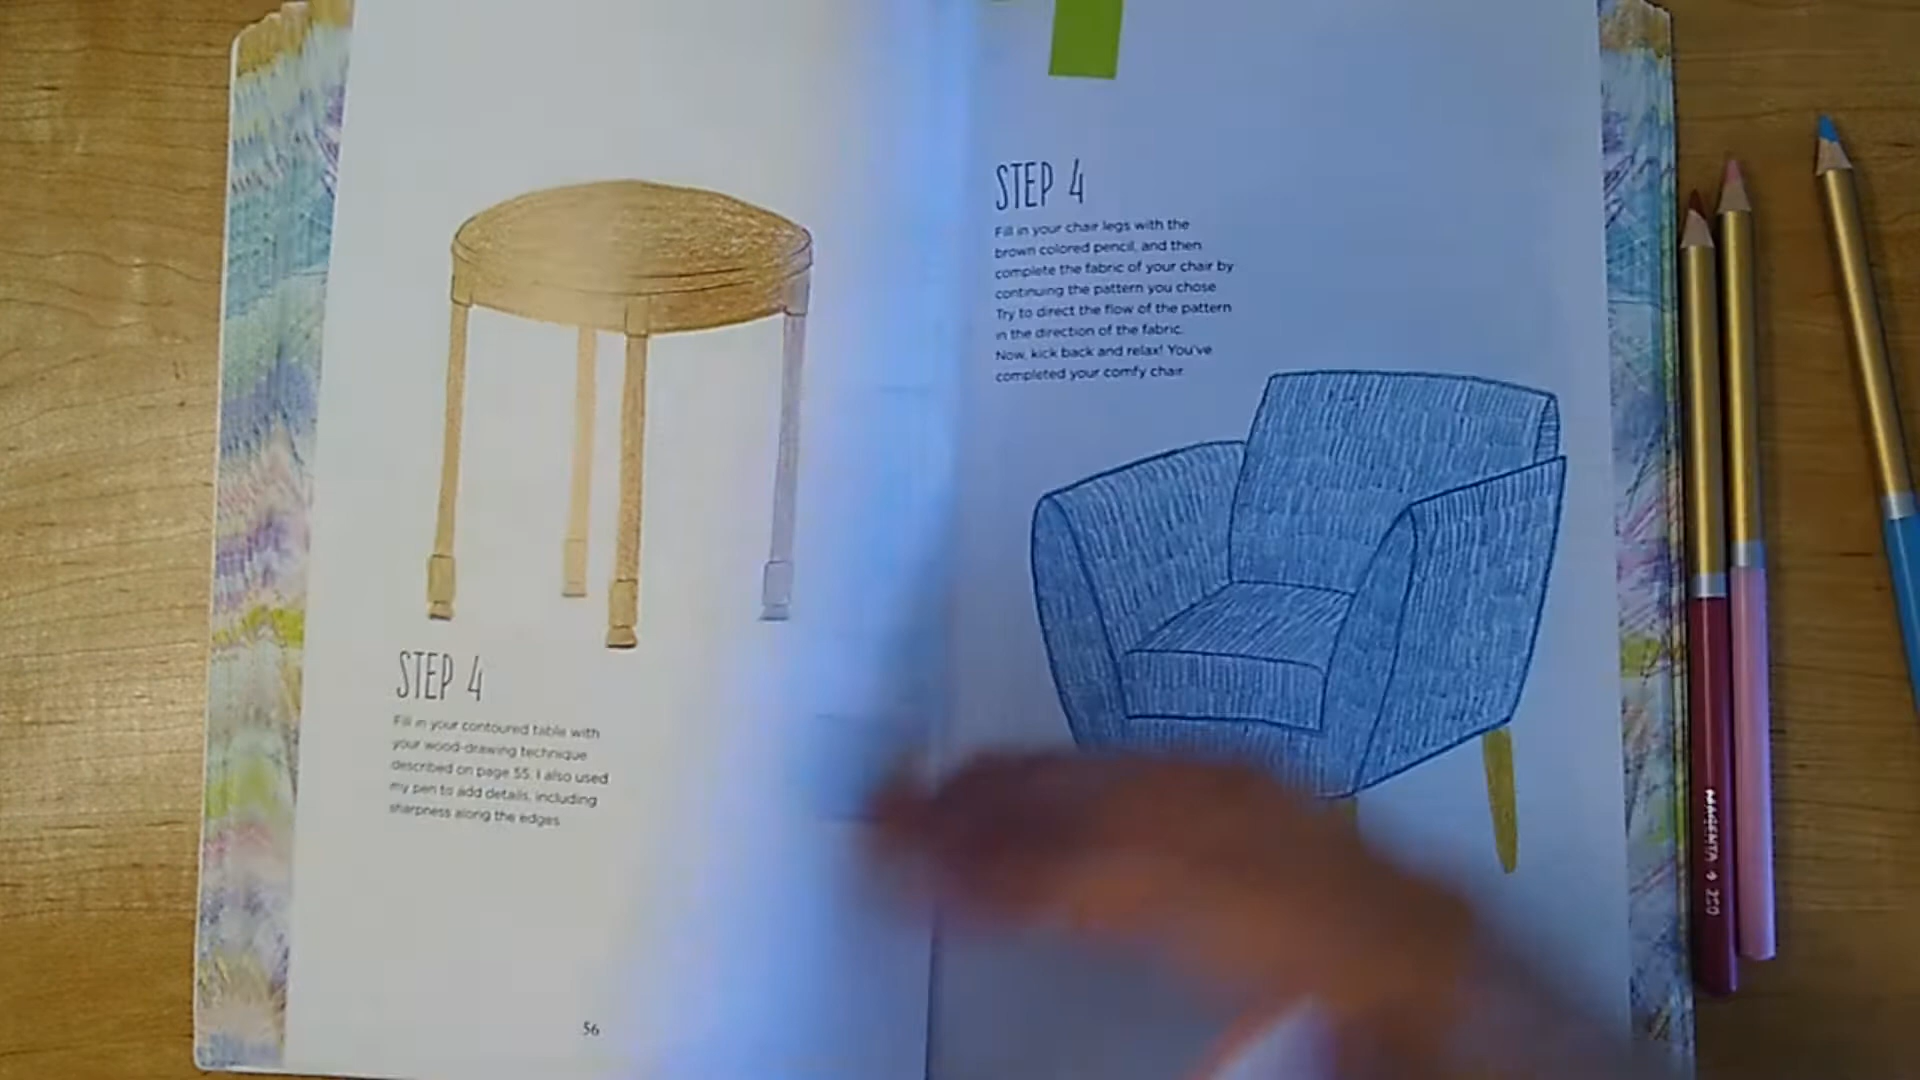 STEP 4
Fill in your contoured table with
your wood-drawing technique
described on page 55. I also used
my pen to add details, including
sharpness along the edges.
56
STEP 4
Fill in your chair legs with the
brown colored pencil, and then
complete the fabric of your chair by
continuing the pattern you chose.
Try to direct the flow of the pattern
in the direction of the fabric.
Now, kick back and relax! You've
completed your comfy chair.
MAGENTA → 250